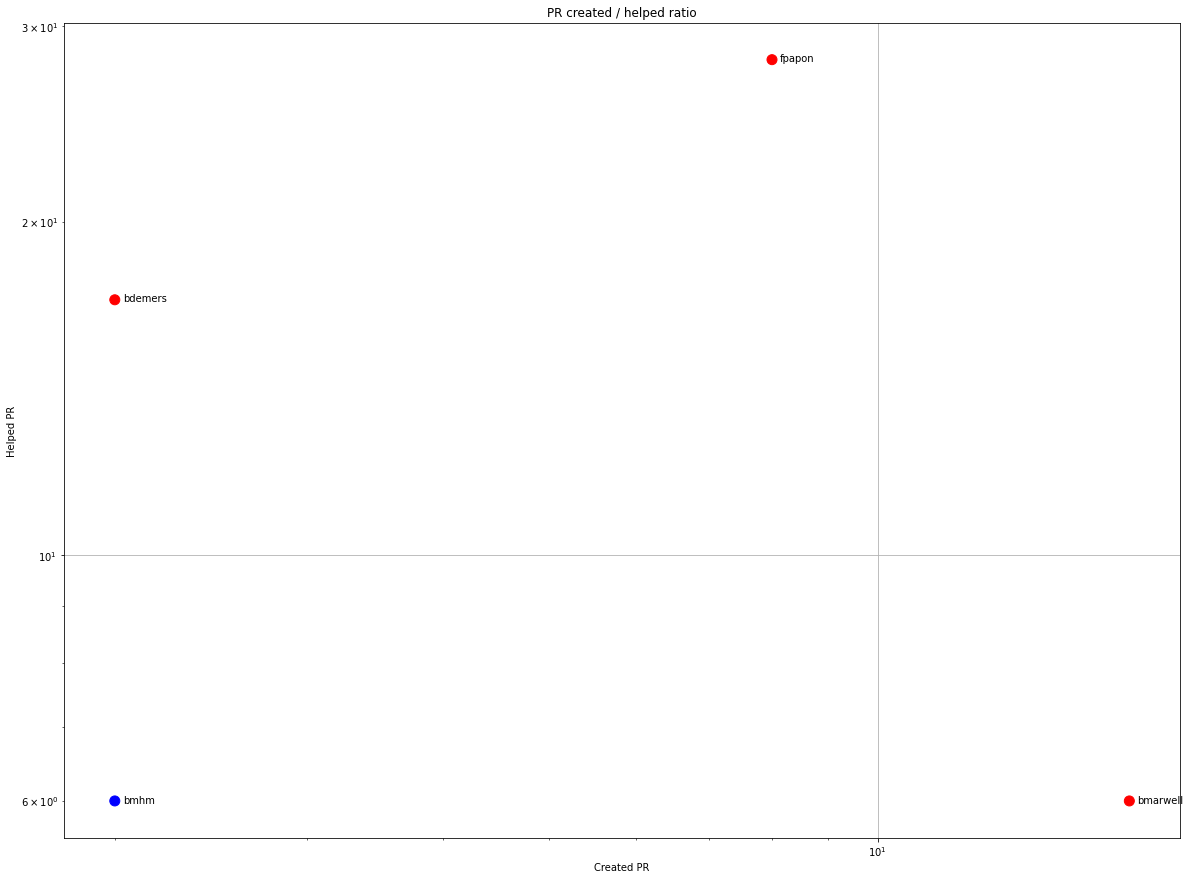 PR created / helped ratio
3 × 10¹
fpapon
2 × 10¹
bdemers
Helped PR
10¹
6 × 10⁰
bmhm
bmarwell
10¹
Created PR